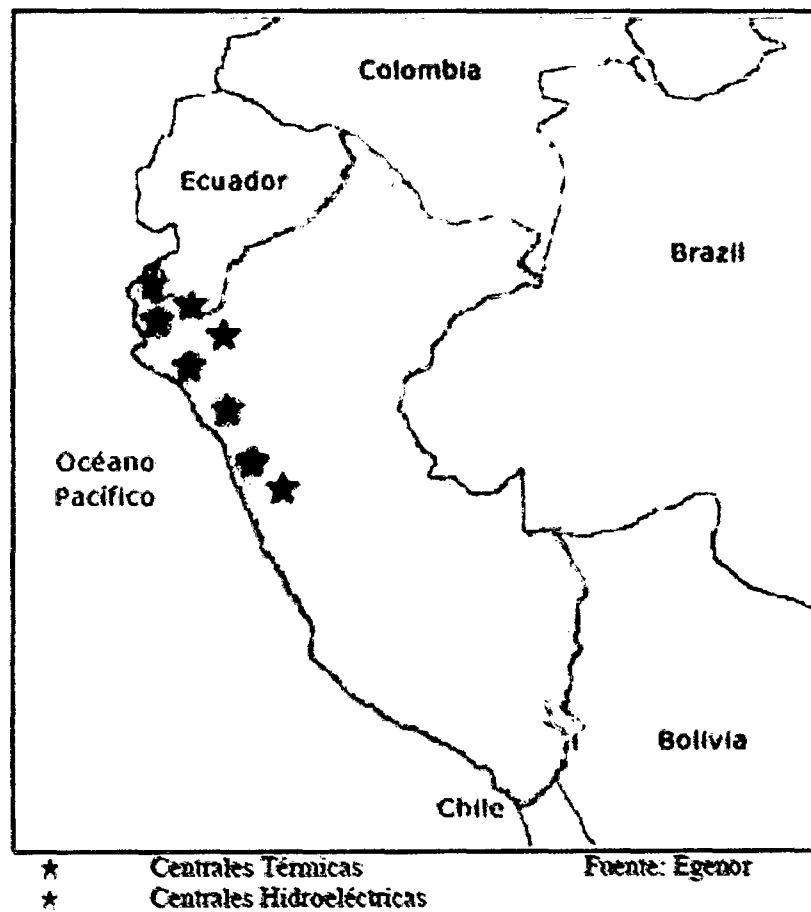 Colombia
Ecuador
Brazil
Océano
Pacífico
Bolivia
Chile
Centrales Térmicas Fuente: Egenor
Centrales Hidroeléctricas